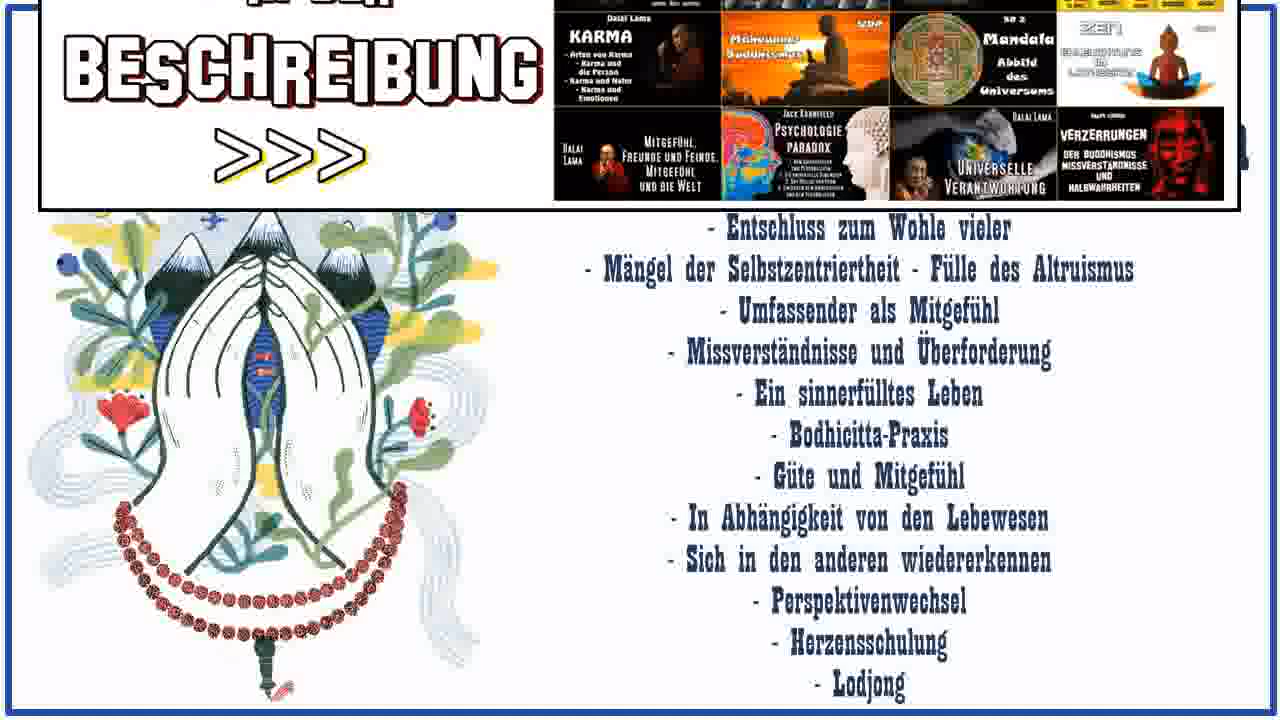 BESCHREIBUNG
>>>
Dalai Lama
KARMA
- Arten von Karma
- Karma und
die Person
- Karma und Natur
- Karma und
Emotionen
Mahayana
Buddhismus
Mandala
Abbild
des
Universums
ZEN
DALAI
LAMA
MITGEFÜHL,
FREUNDE UND FEINDE,
MITGEFÜHL
UND DIE WELT
JACK KORNFIELD
PSYCHOLOGIE
PARADOX
DALAI LAMA
UNIVERSELLE
VERANTWORTUNG
VERZERRUNGEN
DER BUDDHISMUS
MISSVERSTÄNDNISSE
UND
HALBWAHRHEITEN
- Entschluss zum Wohle vieler
- Mängel der Selbstzentriertheit - Fülle des Altruismus
- Umfassender als Mitgefühl
- Missverständnisse und Überforderung
- Ein sinnerfülltes Leben
- Bodhicitta-Praxis
- Güte und Mitgefühl
- In Abhängigkeit von den Lebewesen
- Sich in den anderen wiedererkennen
- Perspektivenwechsel
- Herzensschulung
- Lodjong